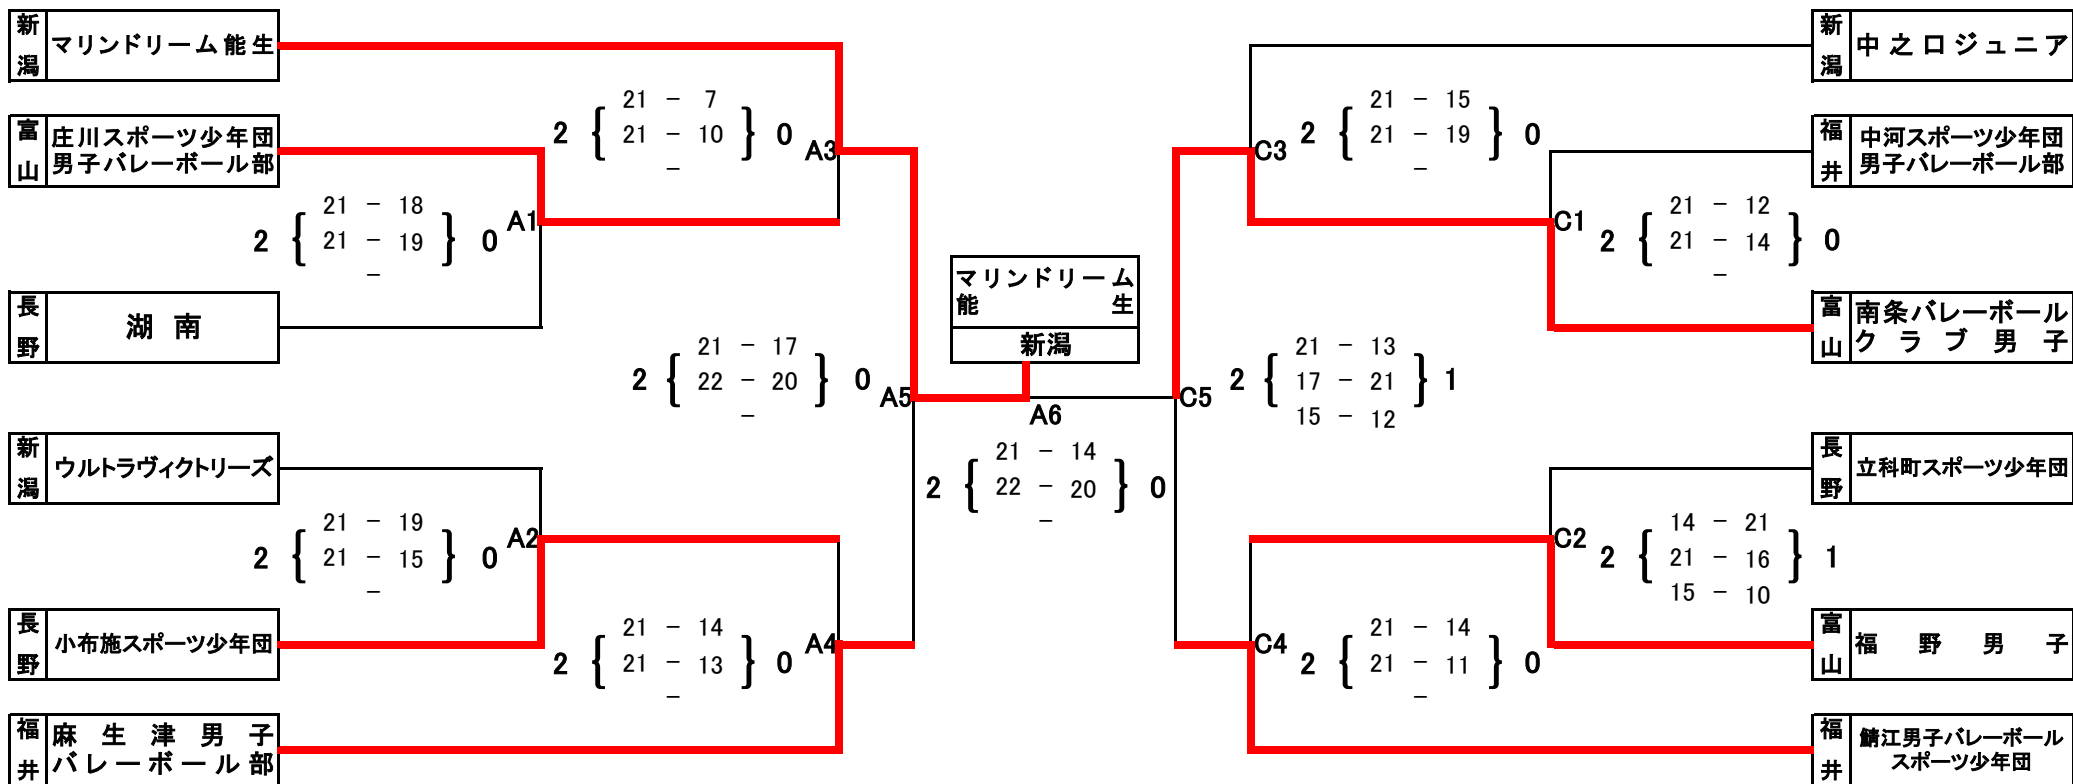 新潟 マリンドリーム能生
富山 庄川スポーツ少年団
男子バレーボール部
長野 湖南
新潟 ウルトラヴィクトリーズ
長野 小布施スポーツ少年団
福井 麻生津男子
バレーボール部
21 - 7
2 { 21 - 10 } 0
-
A3
21 - 18
2 { 21 - 19 } 0
-
A1
21 - 17
2 { 22 - 20 } 0
-
A5
21 - 19
2 { 21 - 15 } 0
-
A2
21 - 14
2 { 21 - 13 } 0
-
A4
マリンドリーム
能生
新潟
A6
21 - 14
2 { 22 - 20 } 0
-
C3
21 - 15
2 { 21 - 19 } 0
-
C1
21 - 12
2 { 21 - 14 } 0
-
C5
21 - 13
2 { 17 - 21 } 1
15 - 12
C2
14 - 21
2 { 21 - 16 } 1
15 - 10
C4
21 - 14
2 { 21 - 11 } 0
-
新潟 中之口ジュニア
福井 中河スポーツ少年団
男子バレーボール部
富山 南条バレーボール
クラブ男子
長野 立科町スポーツ少年団
富山 福野男子
福井 鯖江男子バレーボール
スポーツ少年団